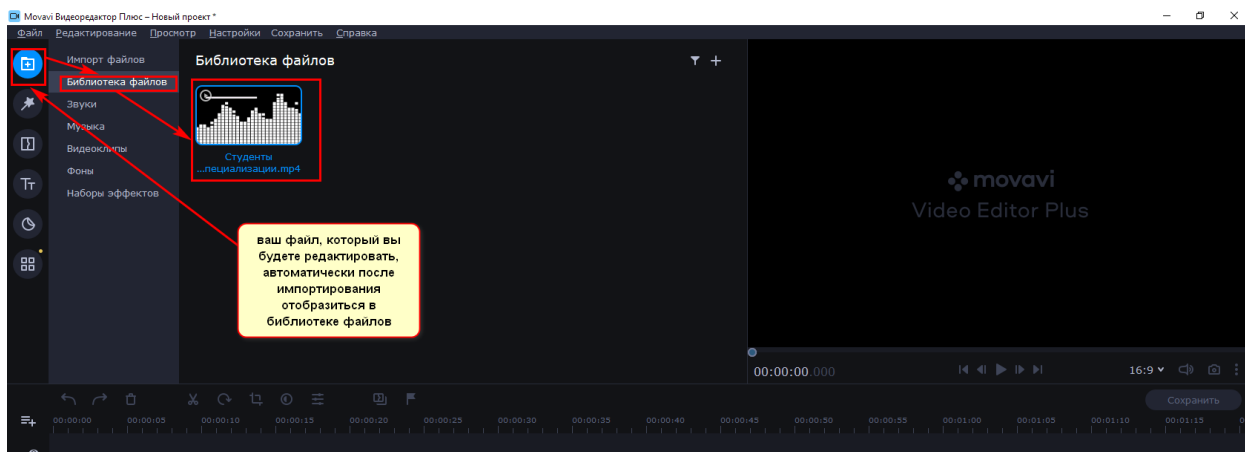 Movavi Видеоредактор Плюс – Новый проект *
Файл Редактирование Просмотр Настройки Сохранить Справка
Импорт файлов
Библиотека файлов
Звуки
Музыка
Видеоклипы
Фоны
Наборы эффектов
Библиотека файлов
Студенты
...пециализации.mp4
ваш файл, который вы
будете редактировать,
автоматически после
импортирования
отобразиться в
библиотеке файлов
movavi
Video Editor Plus
00:00:00.000
16:9
Сохранить
00:00:00 00:00:05 00:00:10 00:00:15 00:00:20 00:00:25 00:00:30 00:00:35 00:00:40 00:00:45 00:00:50 00:00:55 00:01:00 00:01:05 00:01:10 00:01:15